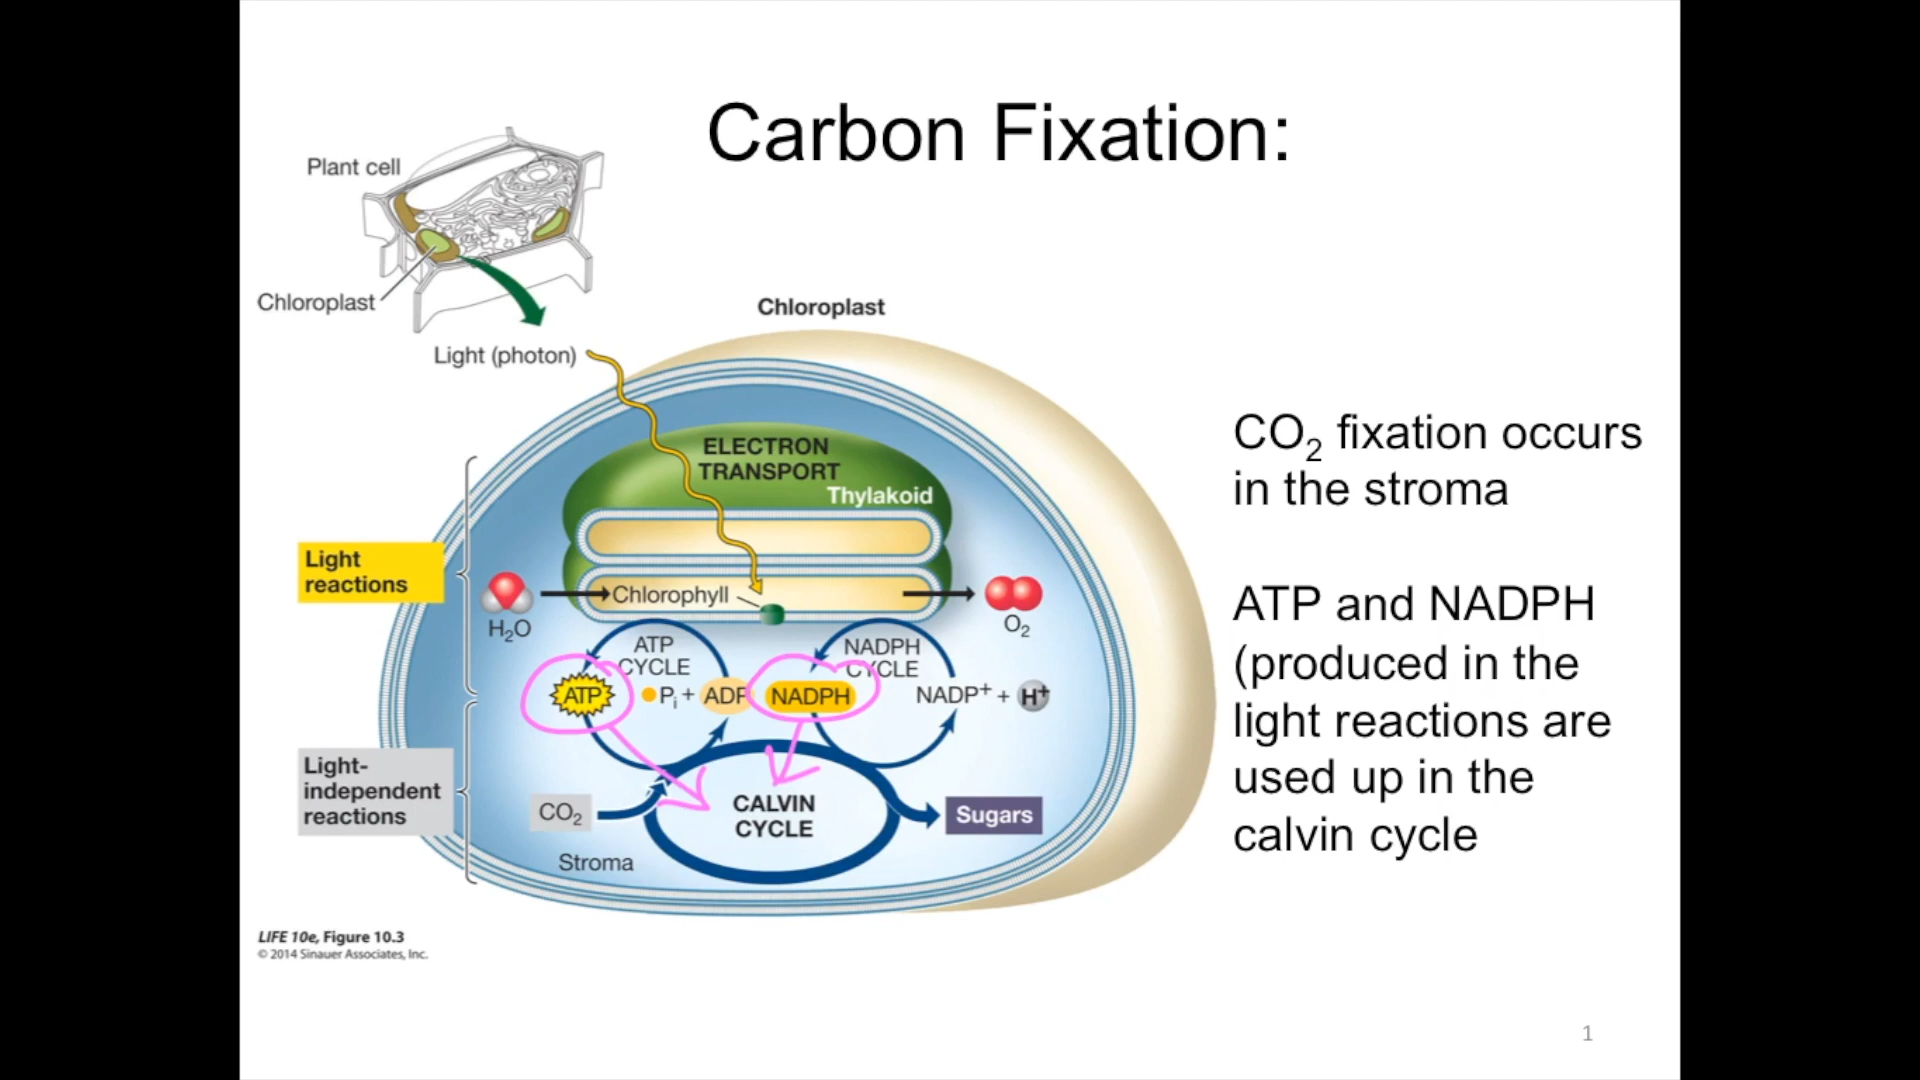 Carbon Fixation:
Plant cell
Chloroplast
Light (photon)
Chloroplast
ELECTRON
TRANSPORT
Thylakoid
Light
reactions
Chlorophyll
H₂O
O₂
ATP
CYCLE
NADPH
CYCLE
ATP
Pᵢ + ADP
NADPH
NADP⁺ + H⁺
Light-
independent
reactions
CO₂
CALVIN
CYCLE
Sugars
Stroma
CO₂ fixation occurs
in the stroma
ATP and NADPH
(produced in the
light reactions are
used up in the
calvin cycle
LIFE 10e, Figure 10.3
© 2014 Sinauer Associates, Inc.
1